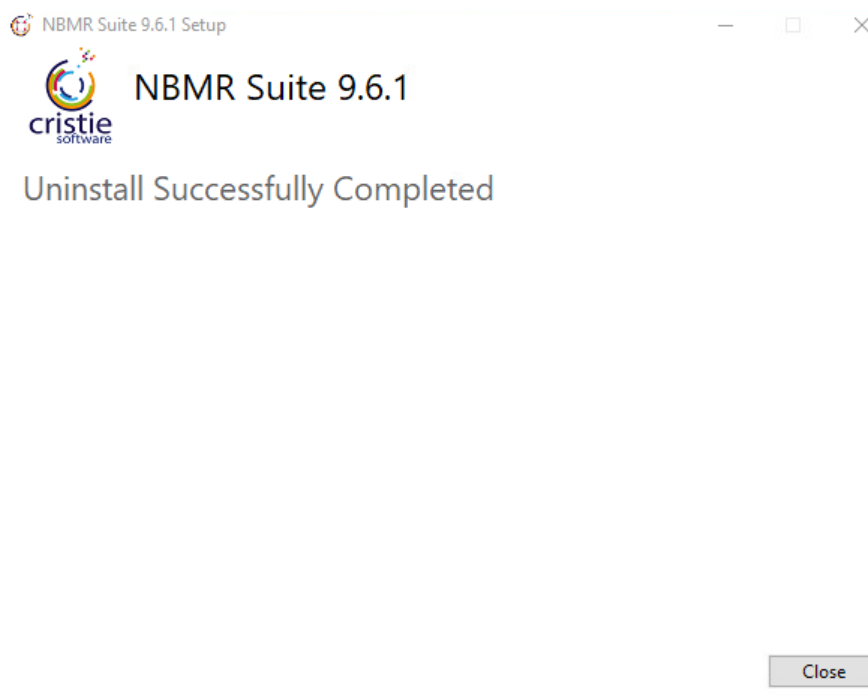 NBMR Suite 9.6.1 Setup
NBMR Suite 9.6.1
cristie
software
Uninstall Successfully Completed
Close